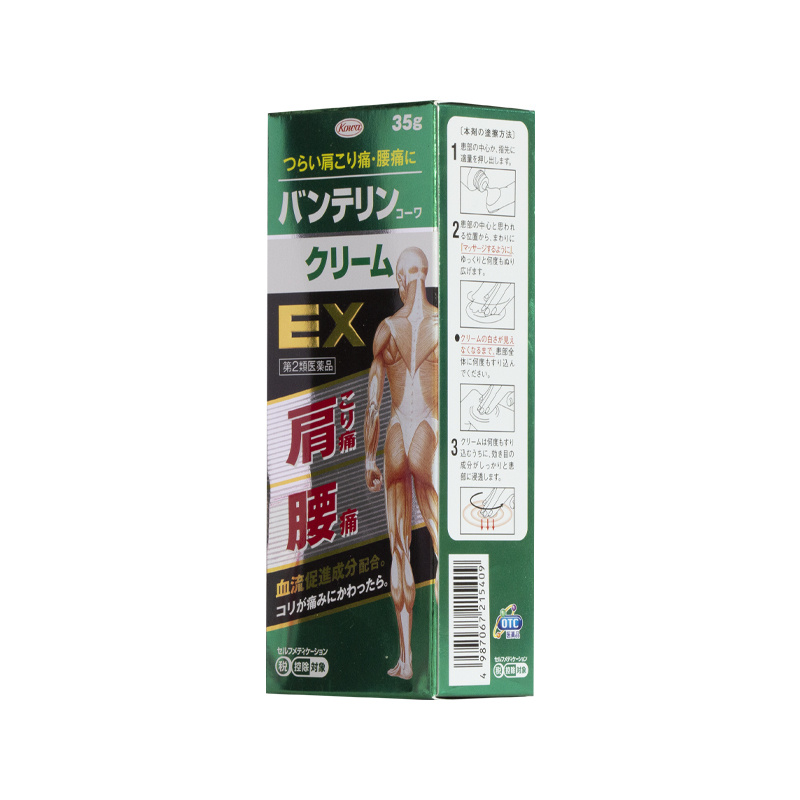 Kowa
35g
つらい肩こり痛・腰痛に
バンテリン
コーワ
クリーム
EX
第2類医薬品
肩こり痛
腰痛
血流促進成分配合。
コリが痛みにかわったら。
セルフメディケーション
税 控除 対象
［本剤の塗擦方法］
1 患部の中心か、指先に
適量を押し出します。
2 患部の中心と思われ
る位置から、まわりに
「マッサージするように」、
ゆっくりと何度もぬり
広げます。
●クリームの白さが見え
なくなるまで、患部全
体に何度もすり込ん
でください。
3 クリームは何度もすり
込むうちに、効き目の
成分がしっかりと患
部に浸透します。
4 987067 215409
OTC
医薬品
セルフメディケーション
税 控除 対象